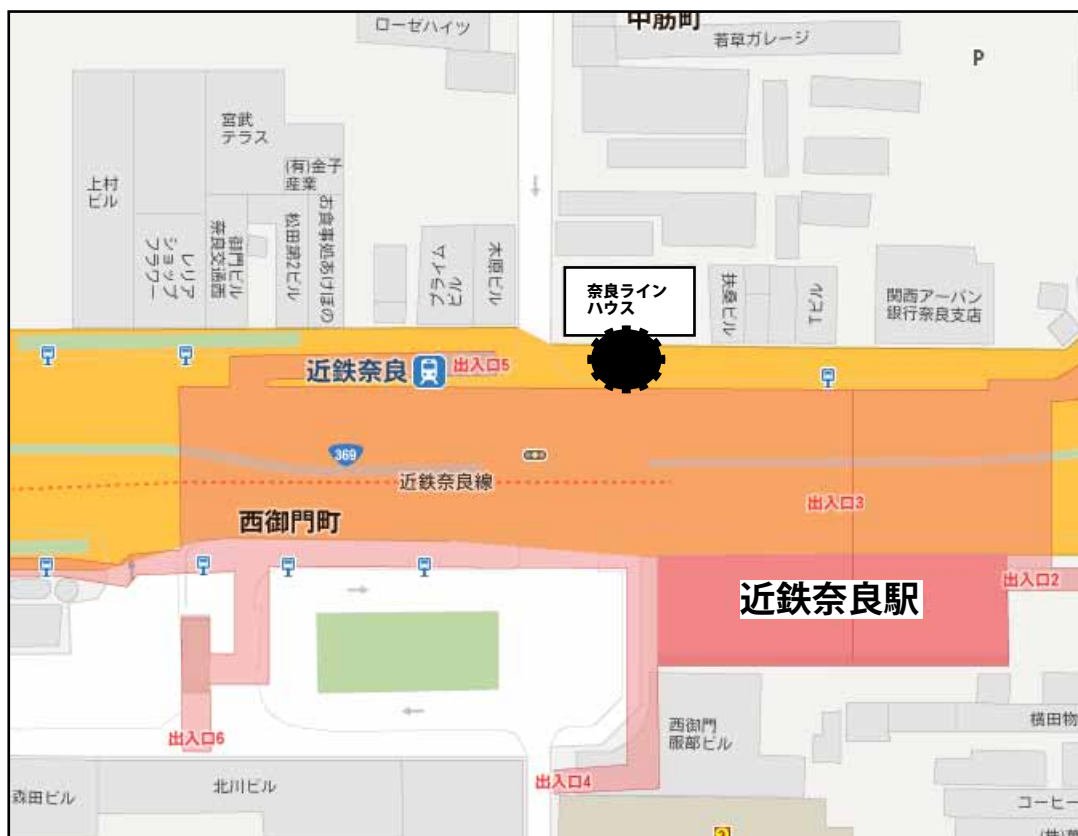 ローゼハイツ
中筋町
若草ガレージ
P
宮武
テラス
(有)金子
産業
上村
ビル
レリア
ショップ
フラワー
御門ビル
奈良交通西
松田第2ビル
お食事処あけぼの
プライム
ビル
木原ビル
奈良ライン
ハウス
扶桑ビル
Tビル
関西アーバン
銀行奈良支店
近鉄奈良
出入口5
369
近鉄奈良線
出入口3
西御門町
近鉄奈良駅
出入口2
出入口6
西御門
服部ビル
横田物
出入口4
北川ビル
森田ビル
コーヒー